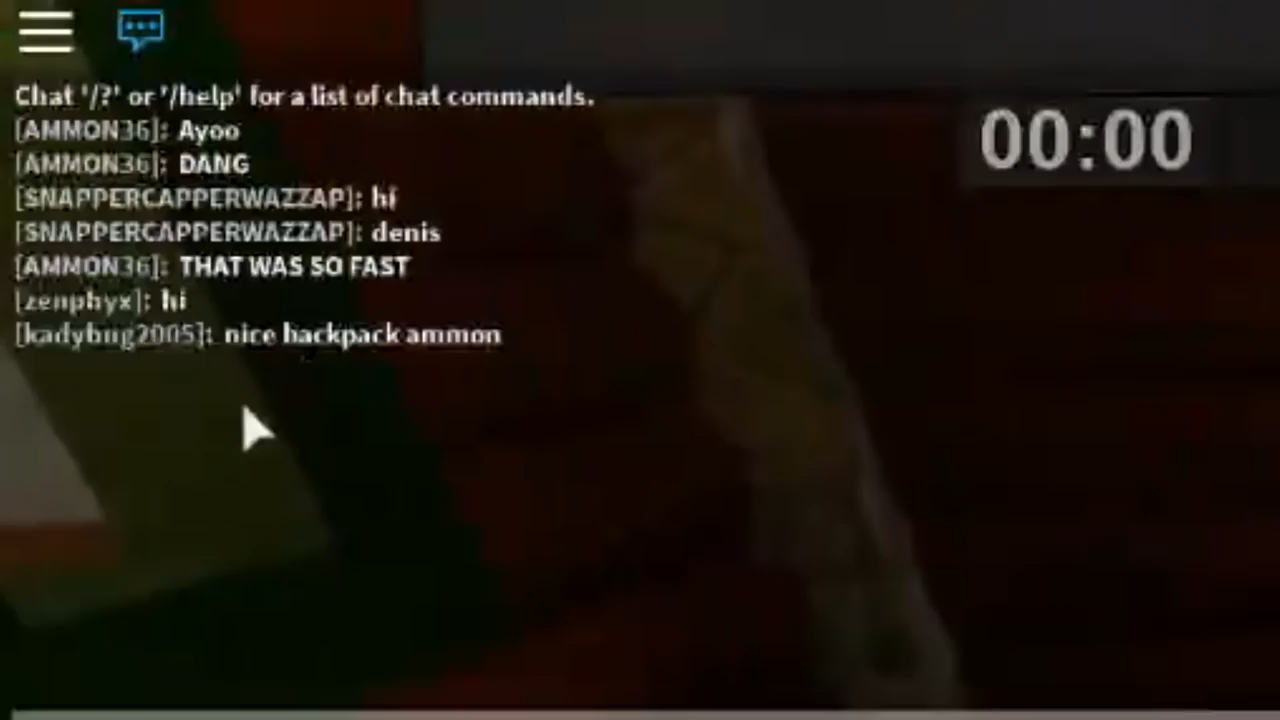 Chat '/?' or '/help' for a list of chat commands.
[AMMON36]: Ayoo
[AMMON36]: DANG
[SNAPPERCAPPERWAZZAP]: hi
[SNAPPERCAPPERWAZZAP]: denis
[AMMON36]: THAT WAS SO FAST
[zenphyx]: hi
[kadybug2005]: nice backpack ammon
00:00